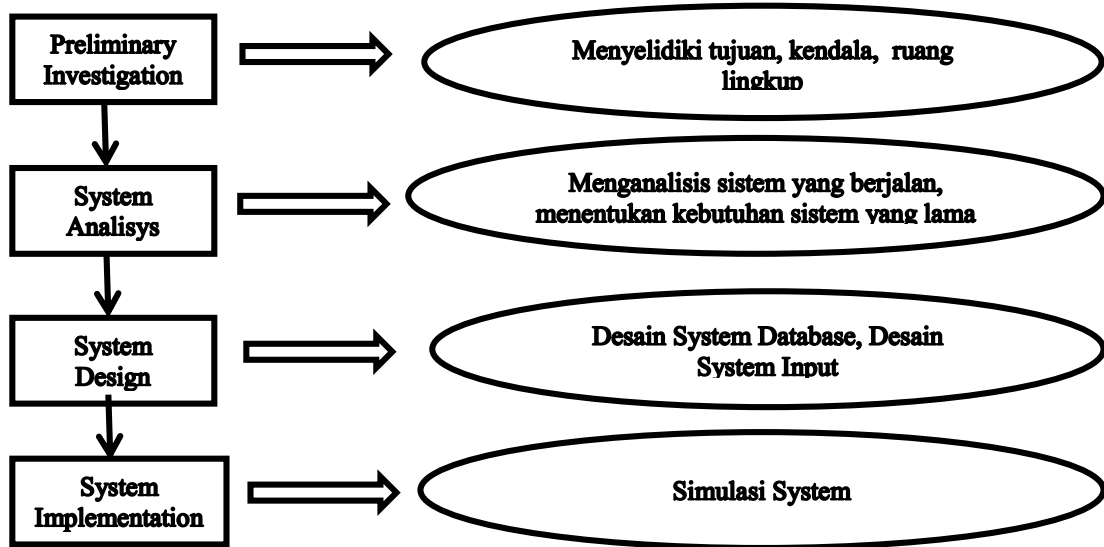 Preliminary
Investigation
Menyelidiki tujuan, kendala, ruang
lingkup
System
Analisys
Menganalisis sistem yang berjalan,
menentukan kebutuhan sistem yang lama
System
Design
Desain System Database, Desain
System Input
System
Implementation
Simulasi System